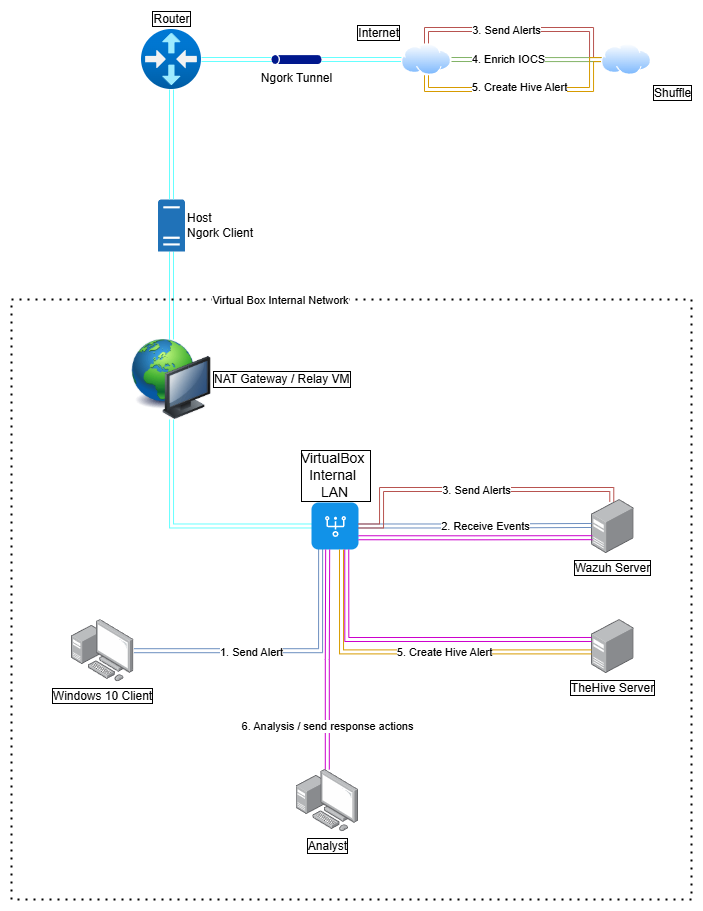 Router
Internet
3. Send Alerts
4. Enrich IOCS
Ngork Tunnel
5. Create Hive Alert
Shuffle
Host
Ngork Client
Virtual Box Internal Network
NAT Gateway / Relay VM
VirtualBox
Internal
LAN
3. Send Alerts
2. Receive Events
Wazuh Server
1. Send Alert
5. Create Hive Alert
Windows 10 Client
TheHive Server
6. Analysis / send response actions
Analyst